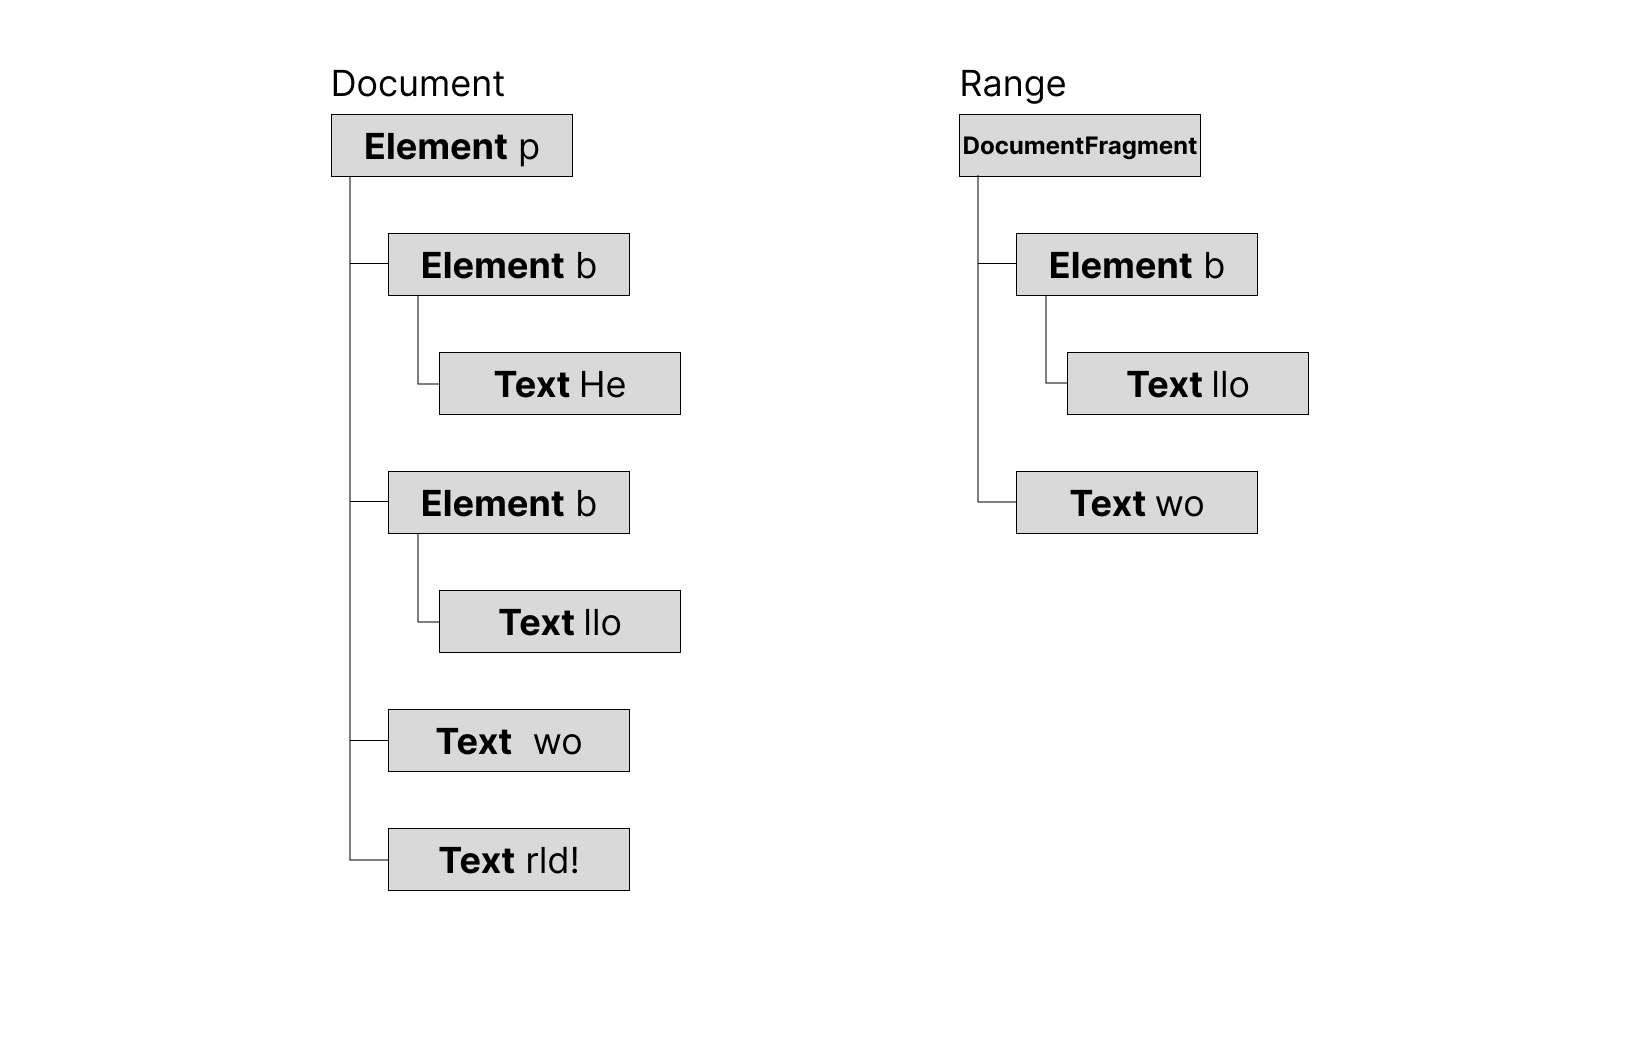 Document
Element p
Element b
Text He
Element b
Text llo
Text  wo
Text rld!
Range
DocumentFragment
Element b
Text llo
Text wo